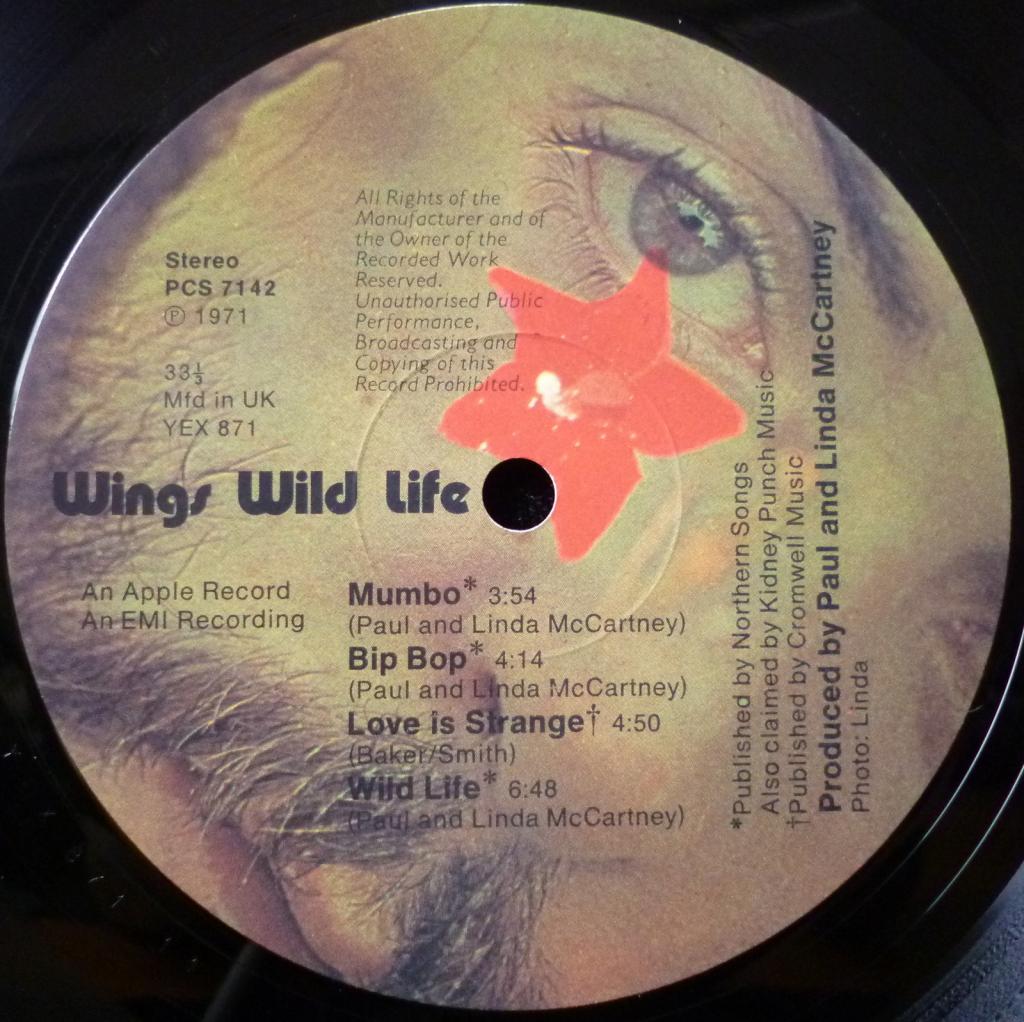 All Rights of the
Manufacturer and of
the Owner of the
Recorded Work
Reserved.
Unauthorised Public
Performance,
Broadcasting and
Copying of this
Record Prohibited.
Stereo
PCS 7142
℗ 1971
33⅓
Mfd in UK
YEX 871
Wings Wild Life
An Apple Record
An EMI Recording
Mumbo* 3:54
(Paul and Linda McCartney)
Bip Bop* 4:14
(Paul and Linda McCartney)
Love is Strange† 4:50
(Baker/Smith)
Wild Life* 6:48
(Paul and Linda McCartney)
*Published by Northern Songs
Also claimed by Kidney Punch Music
†Published by Cromwell Music
Produced by Paul and Linda McCartney
Photo: Linda